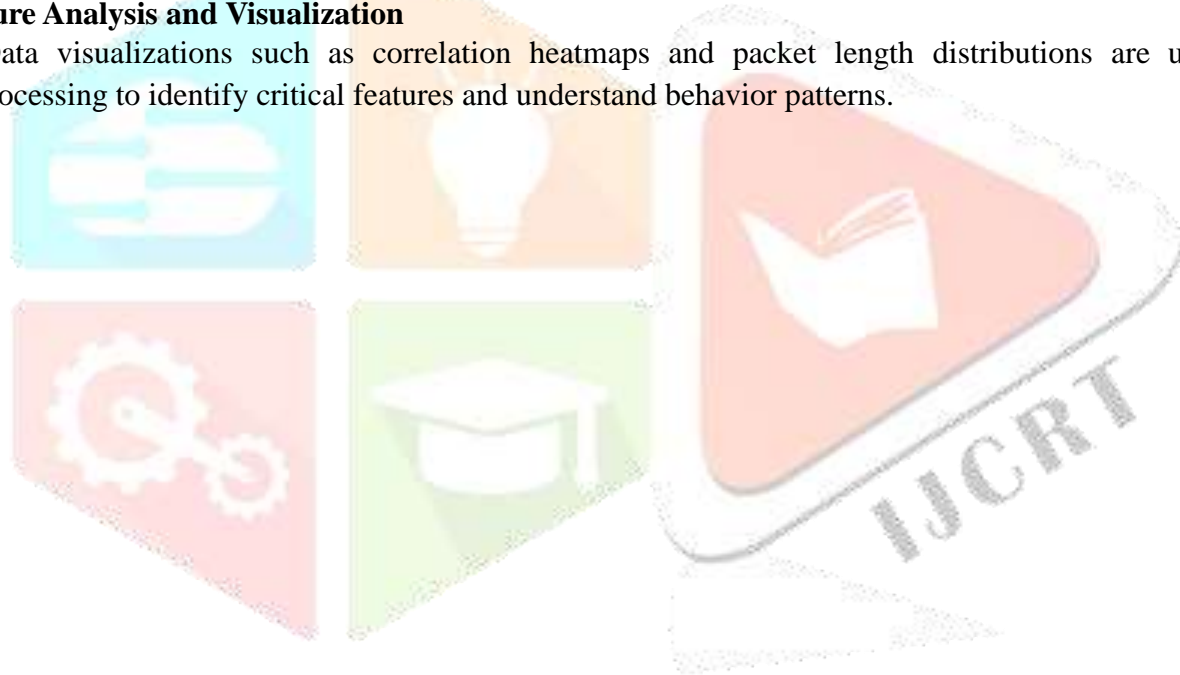 ure Analysis and Visualization
ata visualizations such as correlation heatmaps and packet length distributions are u
ocessing to identify critical features and understand behavior patterns.
IJCRT